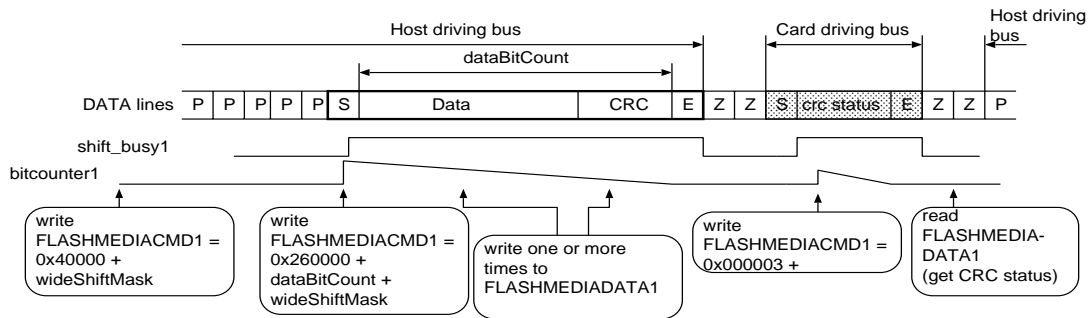 Host driving bus
Card driving bus
Host driving
bus
dataBitCount
DATA lines P P P P P S Data CRC E Z Z S crc status E Z Z P
shift_busy1
bitcounter1
write
FLASHMEDIACMD1 =
0x40000 +
wideShiftMask
write
FLASHMEDIACMD1 =
0x260000 +
dataBitCount +
wideShiftMask
write one or more
times to
FLASHMEDIADATA1
write
FLASHMEDIACMD1 =
0x000003 +
read
FLASHMEDIA-
DATA1
(get CRC status)